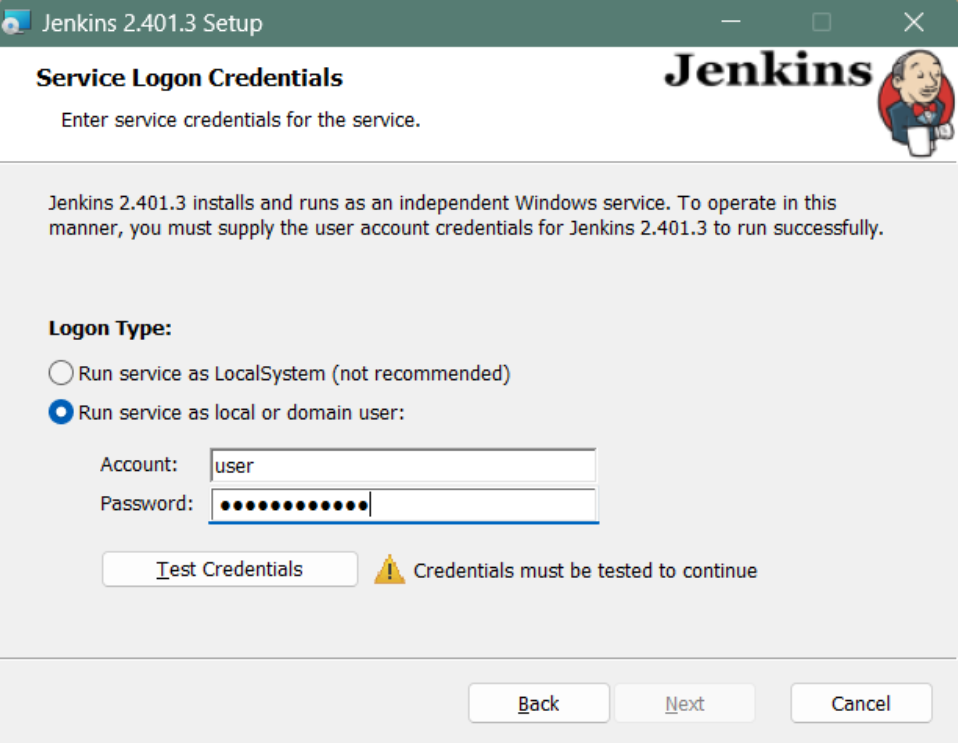 Jenkins 2.401.3 Setup
Service Logon Credentials
Jenkins
Enter service credentials for the service.
Jenkins 2.401.3 installs and runs as an independent Windows service. To operate in this
manner, you must supply the user account credentials for Jenkins 2.401.3 to run successfully.
Logon Type:
Run service as LocalSystem (not recommended)
Run service as local or domain user:
Account: user
Password: ●●●●●●●●●●●●
Test Credentials Credentials must be tested to continue
Back Next Cancel